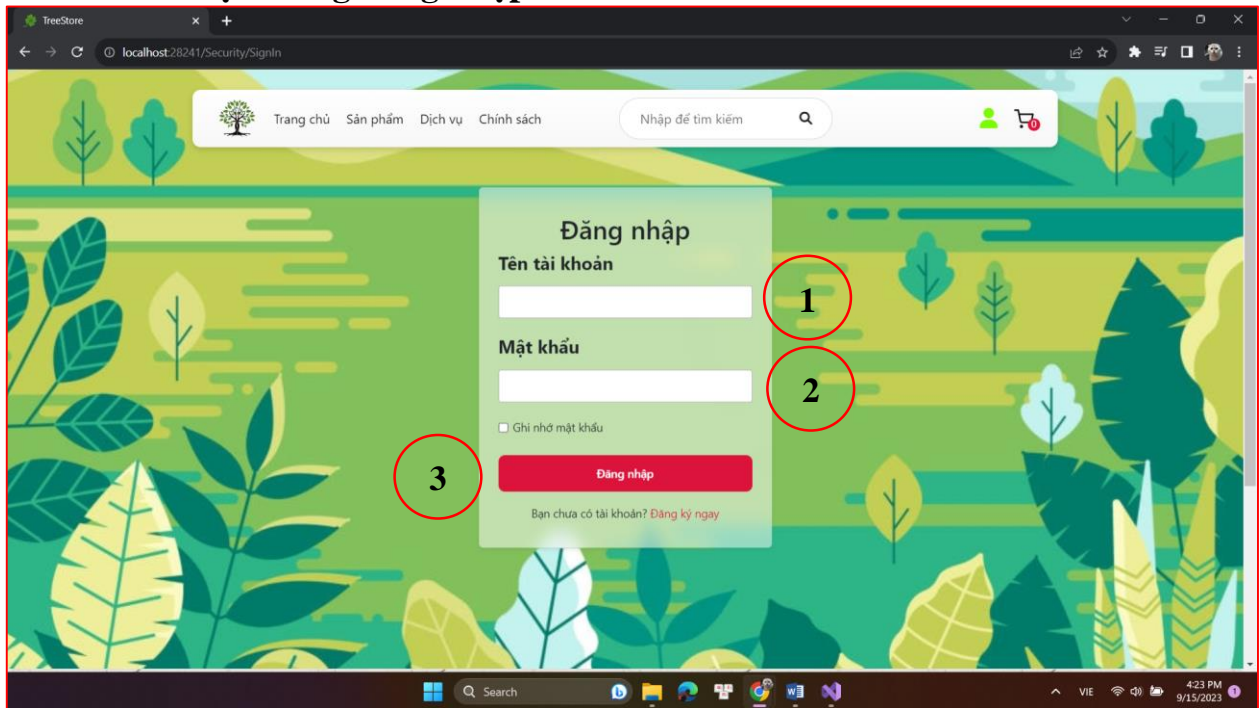 TreeStore
localhost:28241/Security/SignIn
Trang chủ Sản phẩm Dịch vụ Chính sách Nhập để tìm kiếm 0
Đăng nhập
Tên tài khoản
1
Mật khẩu
2
Ghi nhớ mật khẩu
3 Đăng nhập
Bạn chưa có tài khoản? Đăng ký ngay
Search VIE 4:23 PM
9/15/2023 1